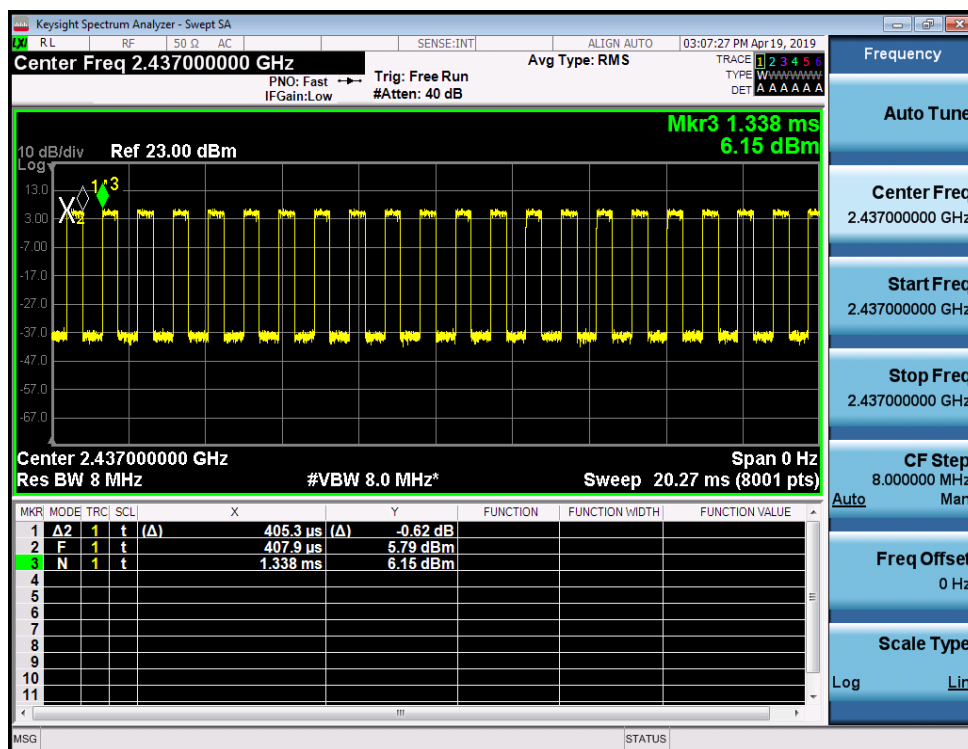 Keysight Spectrum Analyzer - Swept SA
LXI RL RF 50 Ω AC SENSE:INT ALIGN AUTO 03:07:27 PM Apr 19, 2019
Center Freq 2.437000000 GHz
PNO: Fast
IFGain:Low
Trig: Free Run
#Atten: 40 dB
Avg Type: RMS
TRACE 1 2 3 4 5 6
TYPE WWWWWW
DET A A A A A A
Mkr3 1.338 ms
6.15 dBm
10 dB/div Ref 23.00 dBm
Log
13.0
3.00
-7.00
-17.0
-27.0
-37.0
-47.0
-57.0
-67.0
X
2
1
3
Center 2.437000000 GHz Span 0 Hz
Res BW 8 MHz #VBW 8.0 MHz* Sweep 20.27 ms (8001 pts)
MKR MODE TRC SCL X Y FUNCTION FUNCTION WIDTH FUNCTION VALUE
1 Δ2 1 t (Δ) 405.3 µs (Δ) -0.62 dB
2 F 1 t 407.9 µs 5.79 dBm
3 N 1 t 1.338 ms 6.15 dBm
4
5
6
7
8
9
10
11
MSG STATUS
Frequency
Auto Tune
Center Freq
2.437000000 GHz
Start Freq
2.437000000 GHz
Stop Freq
2.437000000 GHz
CF Step
8.000000 MHz
Auto Man
Freq Offset
0 Hz
Scale Type
Log Lin